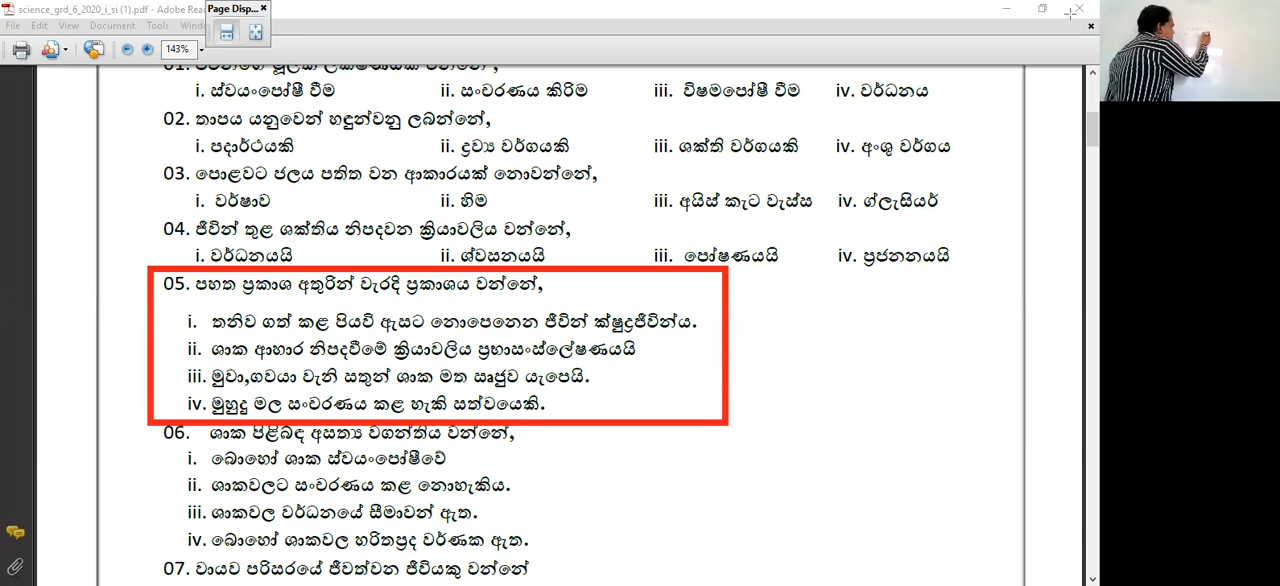 science_grd_6_2020_i_si (1).pdf - Adobe Rea
Page Disp...
File Edit View Document Tools Windo
143%
i. ස්වයංපෝෂී වීම ii. සංවරණය කිරිම iii. විෂමපෝෂී වීම iv. වර්ධනය
02. තාපය යනුවෙන් හඳුන්වනු ලබන්නේ,
i. පදාර්ථයකි ii. ද්‍රව්‍ය වර්ගයකි iii. ශක්ති වර්ගයකි iv. අංශු වර්ගය
03. පොළවට ජලය පතිත වන ආකාරයක් නොවන්නේ,
i. වර්ෂාව ii. හිම iii. අයිස් කැට වැස්ස iv. ග්ලැසියර්
04. ජීවින් තුළ ශක්තිය නිපදවන ක්‍රියාවලිය වන්නේ,
i. වර්ධනයයි ii. ශ්වසනයයි iii. පෝෂණයයි iv. ප්‍රජනනයයි
05. පහත ප්‍රකාශ අතුරින් වැරදි ප්‍රකාශය වන්නේ,
i. තනිව ගත් කළ පියවි ඇසට නොපෙනෙන ජීවින් ක්ෂුද්‍රජීවින්ය.
ii. ශාක ආහාර නිපදවීමේ ක්‍රියාවලිය ප්‍රභාසංස්ලේෂණයයි
iii. මුවා,ගවයා වැනි සතුන් ශාක මත ඍජුව යැපෙයි.
iv. මුහුදු මල සංචරණය කළ හැකි සත්වයෙකි.
06. ශාක පිළිබඳ අසත්‍ය වගන්තිය වන්නේ,
i. බොහෝ ශාක ස්වයංපෝෂීවේ
ii. ශාකවලට සංචරණය කළ නොහැකිය.
iii. ශාකවල වර්ධනයේ සීමාවන් ඇත.
iv. බොහෝ ශාකවල හරිතප්‍රද වර්ණක ඇත.
07. වායව පරිසරයේ ජීවත්වන ජීවියකු වන්නේ